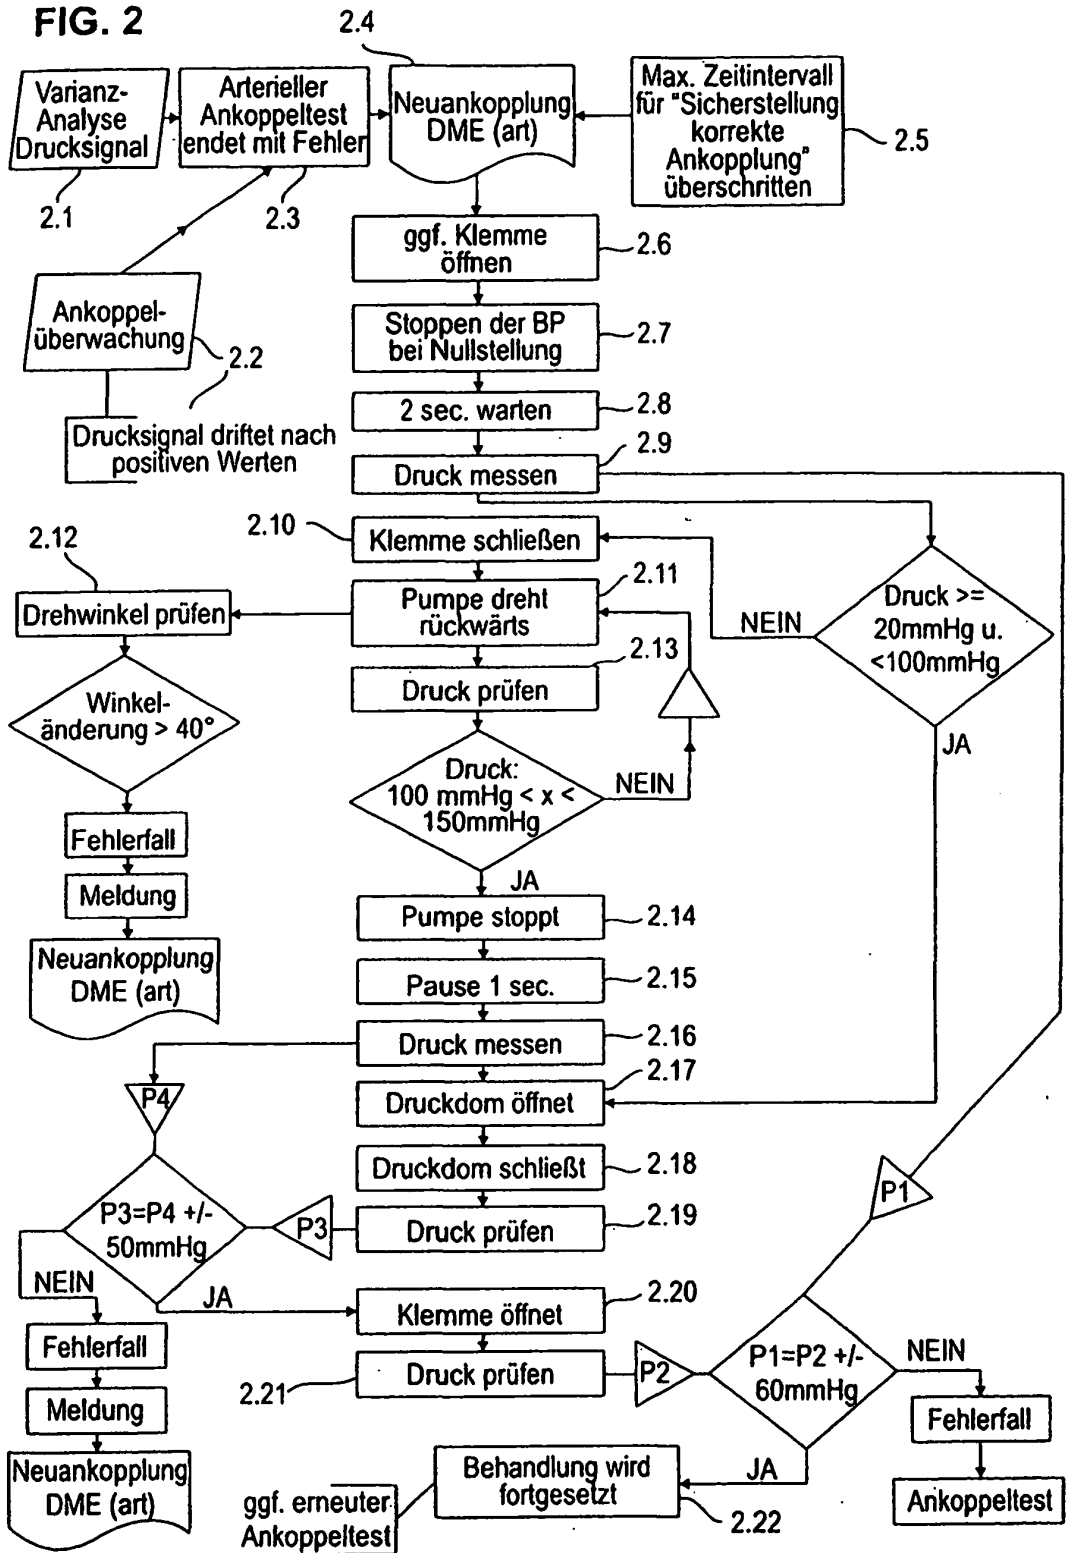 FIG. 2
2.4
Varianz-
Analyse
Drucksignal
Arterieller
Ankoppeltest
endet mit Fehler
Neuankopplung
DME (art)
Max. Zeitintervall
für "Sicherstellung
korrekte
Ankopplung"
überschritten
2.5
2.1
2.3
ggf. Klemme
öffnen
2.6
Ankoppel-
überwachung
2.2
Stoppen der BP
bei Nullstellung
2.7
2 sec. warten
2.8
Drucksignal driftet nach
positiven Werten
2.9
Druck messen
2.10
Klemme schließen
2.12
Drehwinkel prüfen
2.11
Pumpe dreht
rückwärts
NEIN
Druck >=
20mmHg u.
<100mmHg
2.13
Druck prüfen
Winkel-
änderung > 40°
JA
Druck:
100 mmHg < x <
150mmHg
NEIN
Fehlerfall
JA
Meldung
Pumpe stoppt
2.14
Neuankopplung
DME (art)
Pause 1 sec.
2.15
Druck messen
2.16
2.17
P4
Druckdom öffnet
Druckdom schließt
2.18
P1
P3=P4 +/-
50mmHg
P3
Druck prüfen
2.19
NEIN
JA
2.20
Klemme öffnet
Fehlerfall
Druck prüfen
2.21
P2
P1=P2 +/-
60mmHg
NEIN
Meldung
Fehlerfall
Neuankopplung
DME (art)
Behandlung wird
fortgesetzt
JA
2.22
ggf. erneuter
Ankoppeltest
Ankoppeltest